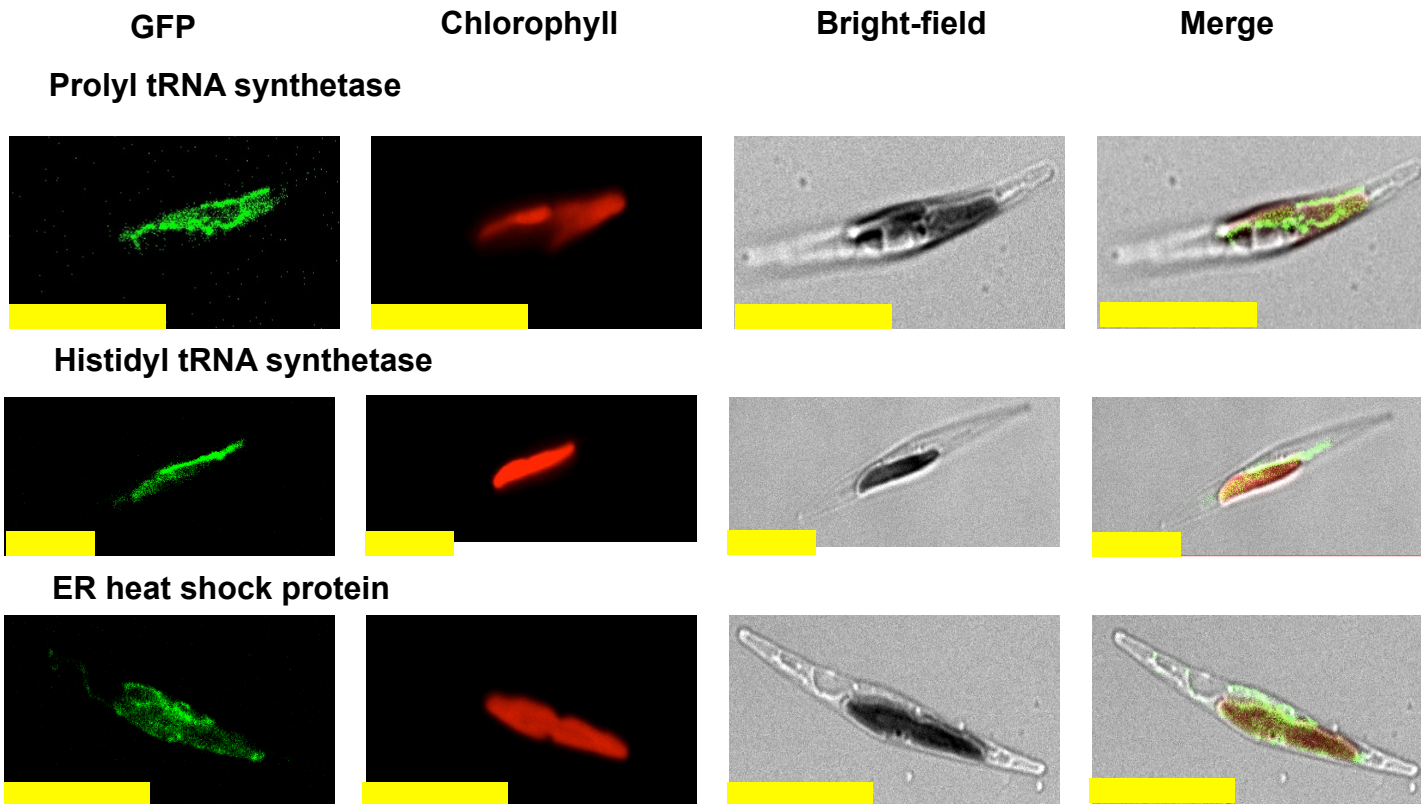 GFP
Chlorophyll
Bright-field
Merge
Prolyl tRNA synthetase
Histidyl tRNA synthetase
ER heat shock protein